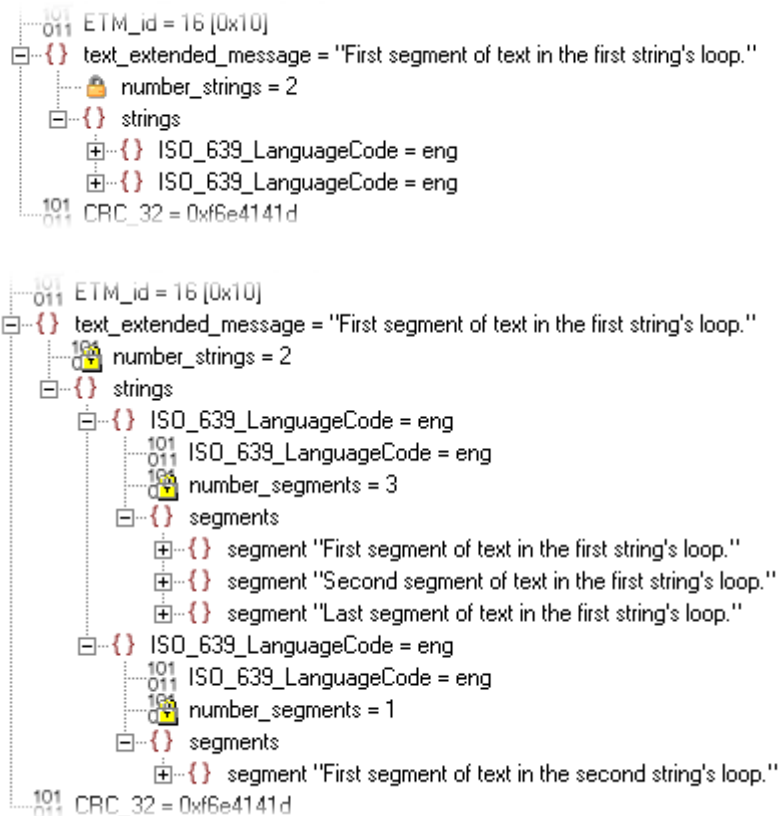 ETM_id = 16 [0x10]
text_extended_message = "First segment of text in the first string's loop."
number_strings = 2
strings
ISO_639_LanguageCode = eng
ISO_639_LanguageCode = eng
CRC_32 = 0xf6e4141d
ETM_id = 16 [0x10]
text_extended_message = "First segment of text in the first string's loop."
number_strings = 2
strings
ISO_639_LanguageCode = eng
ISO_639_LanguageCode = eng
number_segments = 3
segments
segment "First segment of text in the first string's loop."
segment "Second segment of text in the first string's loop."
segment "Last segment of text in the first string's loop."
ISO_639_LanguageCode = eng
ISO_639_LanguageCode = eng
number_segments = 1
segments
segment "First segment of text in the second string's loop."
CRC_32 = 0xf6e4141d